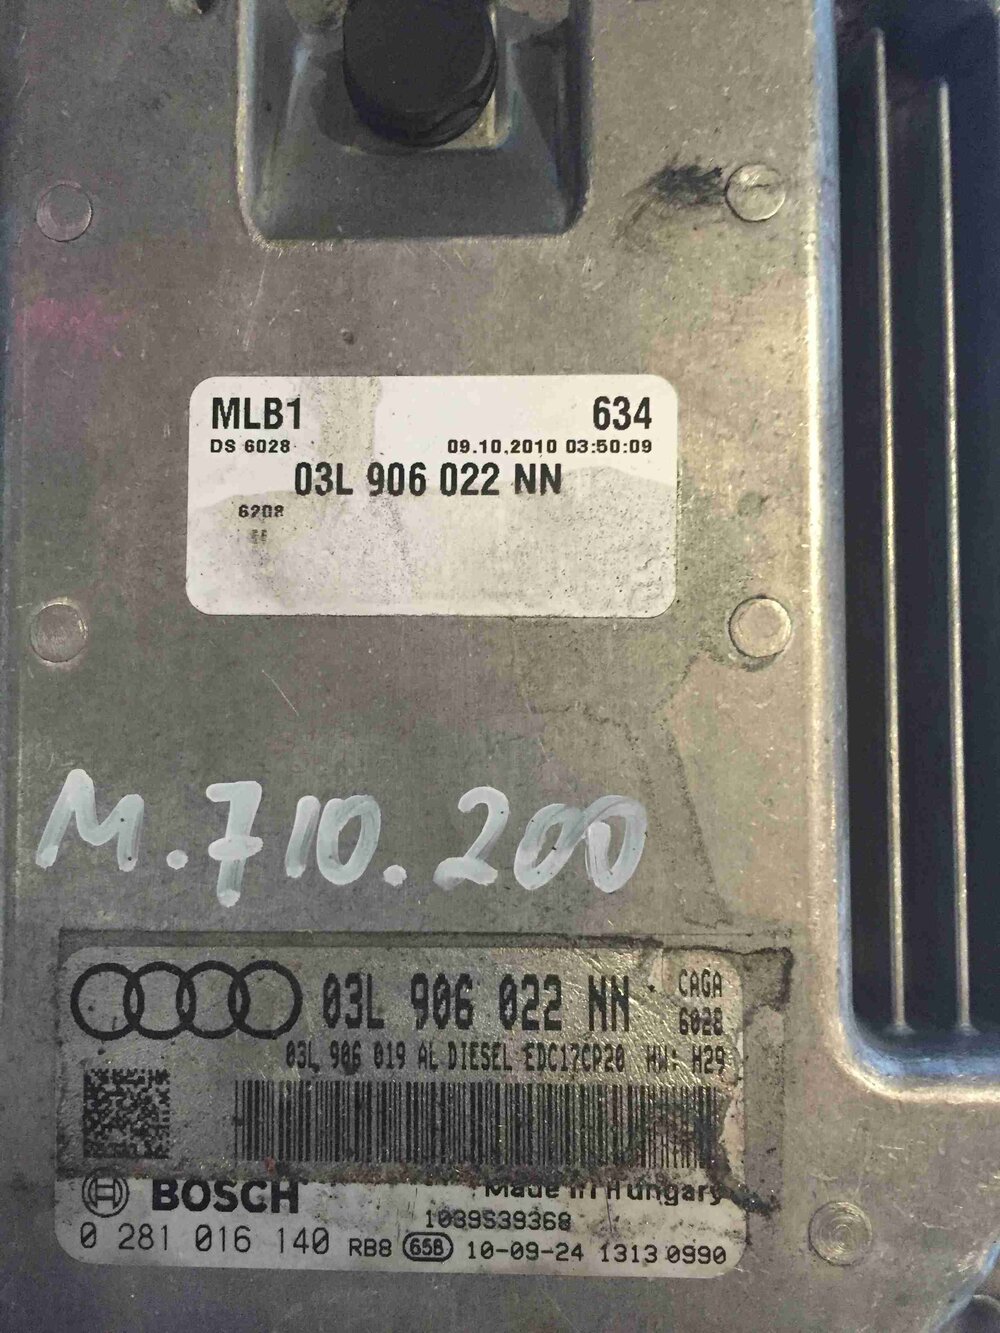 MLB1 634
DS 6028 09.10.2010 03:50:09
03L 906 022 NN
6208
M.710.200
03L 906 022 NN CAGA
6028
03L 906 019 AL DIESEL EDC17CP20 HW: H29
BOSCH Made in Hungary
1039S39368
0 281 016 140 RB8 65B 10-09-24 1313 0990